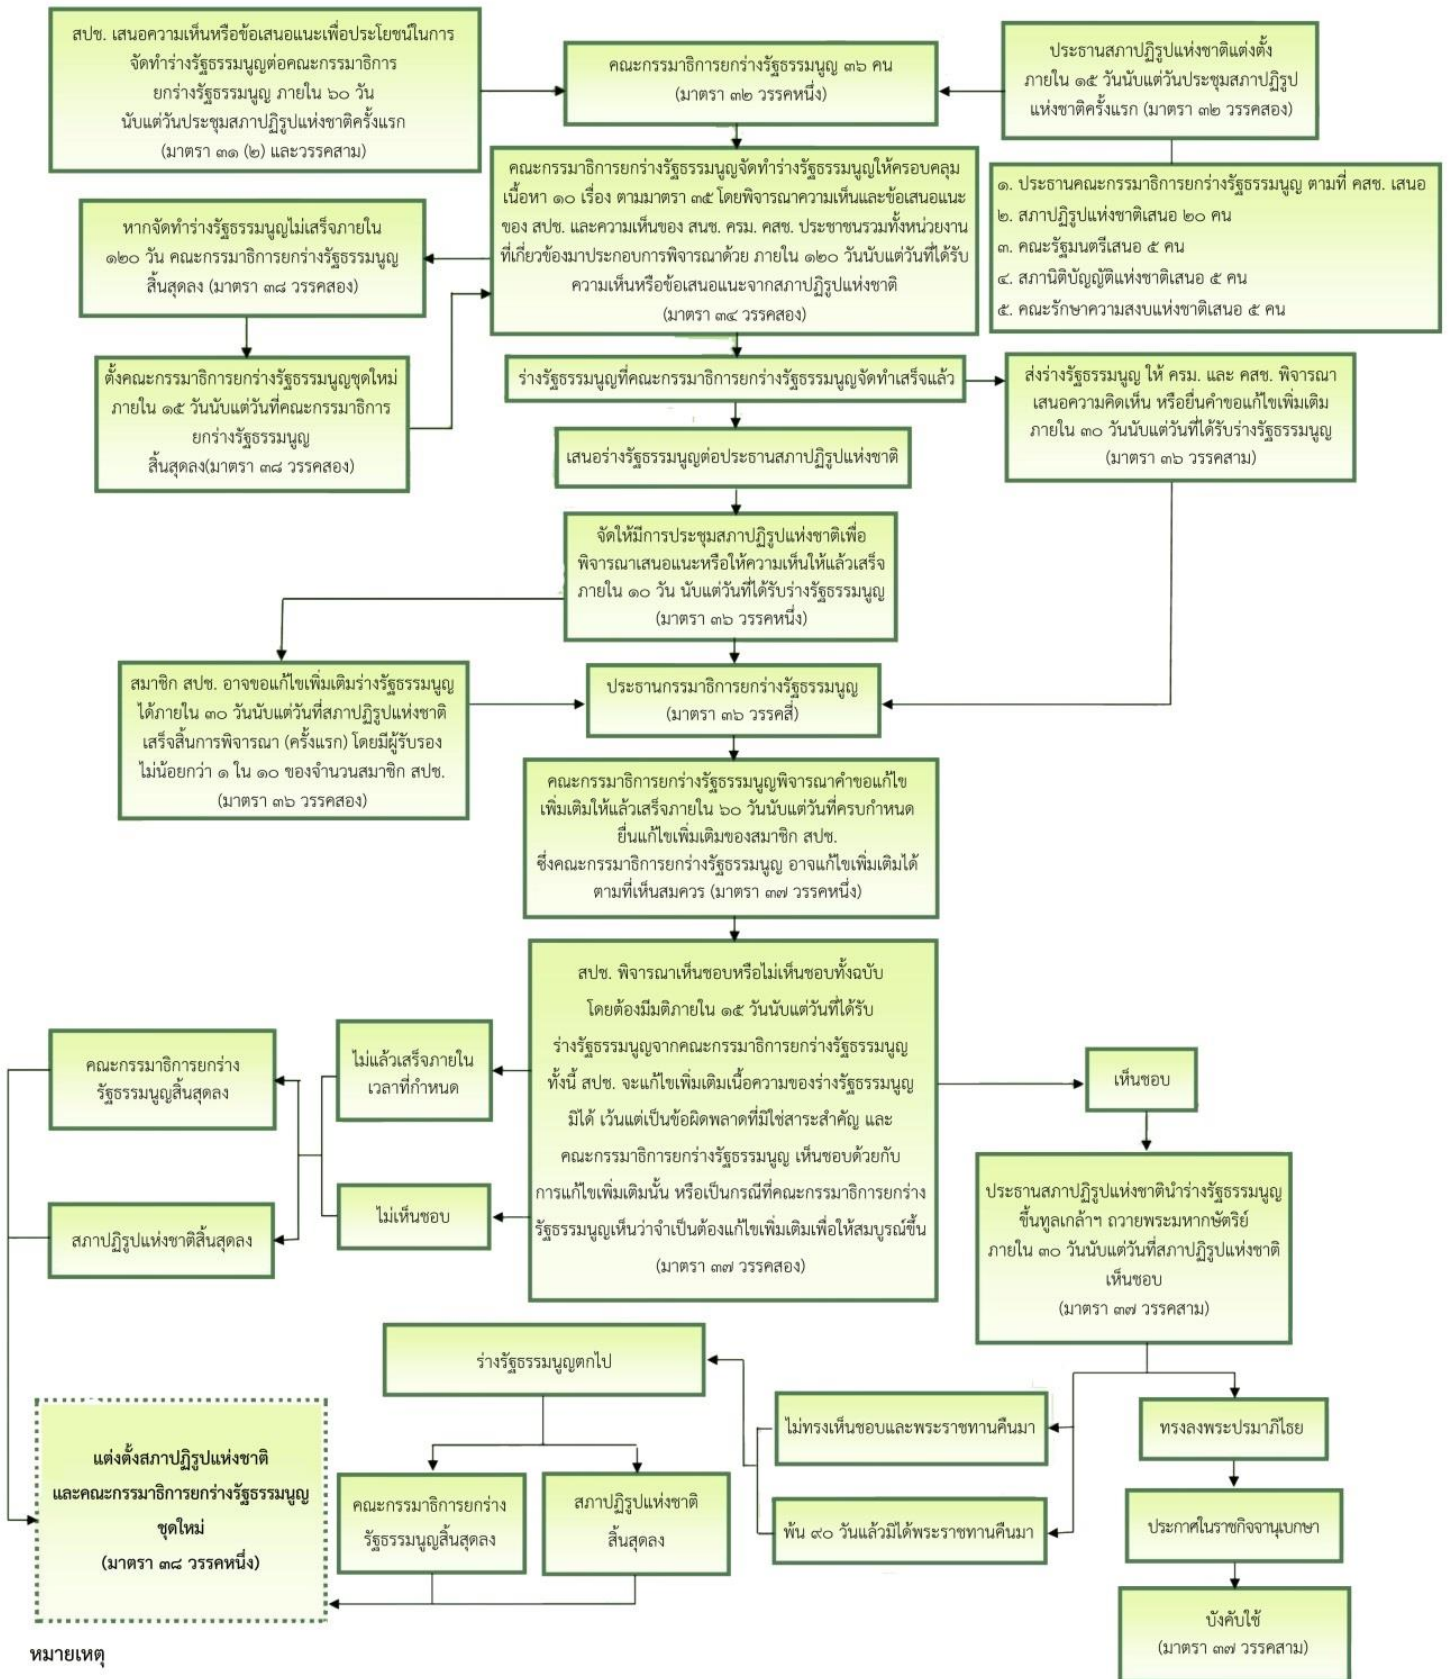 สปช. เสนอความเห็นหรือข้อเสนอแนะเพื่อประโยชน์ในการ
จัดทำร่างรัฐธรรมนูญต่อคณะกรรมาธิการ
ยกร่างรัฐธรรมนูญ ภายใน ๖๐ วัน
นับแต่วันประชุมสภาปฏิรูปแห่งชาติครั้งแรก
(มาตรา ๓๑ (๒) และวรรคสาม)
คณะกรรมาธิการยกร่างรัฐธรรมนูญ ๓๖ คน
(มาตรา ๓๒ วรรคหนึ่ง)
ประธานสภาปฏิรูปแห่งชาติแต่งตั้ง
ภายใน ๑๕ วันนับแต่วันประชุมสภาปฏิรูป
แห่งชาติครั้งแรก (มาตรา ๓๒ วรรคสอง)
๑. ประธานคณะกรรมาธิการยกร่างรัฐธรรมนูญ ตามที่ คสช. เสนอ
๒. สภาปฏิรูปแห่งชาติเสนอ ๒๐ คน
๓. คณะรัฐมนตรีเสนอ ๕ คน
๔. สภานิติบัญญัติแห่งชาติเสนอ ๕ คน
๕. คณะรักษาความสงบแห่งชาติเสนอ ๕ คน
คณะกรรมาธิการยกร่างรัฐธรรมนูญจัดทำร่างรัฐธรรมนูญให้ครอบคลุม
เนื้อหา ๑๐ เรื่อง ตามมาตรา ๓๕ โดยพิจารณาความเห็นและข้อเสนอแนะ
ของ สปช. และความเห็นของ สนช. ครม. คสช. ประชาชนรวมทั้งหน่วยงาน
ที่เกี่ยวข้องมาประกอบการพิจารณาด้วย ภายใน ๑๒๐ วันนับแต่วันที่ได้รับ
ความเห็นหรือข้อเสนอแนะจากสภาปฏิรูปแห่งชาติ
(มาตรา ๓๔ วรรคสอง)
หากจัดทำร่างรัฐธรรมนูญไม่เสร็จภายใน
๑๒๐ วัน คณะกรรมาธิการยกร่างรัฐธรรมนูญ
สิ้นสุดลง (มาตรา ๓๘ วรรคสอง)
ตั้งคณะกรรมาธิการยกร่างรัฐธรรมนูญชุดใหม่
ภายใน ๑๕ วันนับแต่วันที่คณะกรรมาธิการ
ยกร่างรัฐธรรมนูญ
สิ้นสุดลง(มาตรา ๓๘ วรรคสอง)
ร่างรัฐธรรมนูญที่คณะกรรมาธิการยกร่างรัฐธรรมนูญจัดทำเสร็จแล้ว
ส่งร่างรัฐธรรมนูญ ให้ ครม. และ คสช. พิจารณา
เสนอความคิดเห็น หรือยื่นคำขอแก้ไขเพิ่มเติม
ภายใน ๓๐ วันนับแต่วันที่ได้รับร่างรัฐธรรมนูญ
(มาตรา ๓๖ วรรคสาม)
เสนอร่างรัฐธรรมนูญต่อประธานสภาปฏิรูปแห่งชาติ
จัดให้มีการประชุมสภาปฏิรูปแห่งชาติเพื่อ
พิจารณาเสนอแนะหรือให้ความเห็นให้แล้วเสร็จ
ภายใน ๑๐ วัน นับแต่วันที่ได้รับร่างรัฐธรรมนูญ
(มาตรา ๓๖ วรรคหนึ่ง)
สมาชิก สปช. อาจขอแก้ไขเพิ่มเติมร่างรัฐธรรมนูญ
ได้ภายใน ๓๐ วันนับแต่วันที่สภาปฏิรูปแห่งชาติ
เสร็จสิ้นการพิจารณา (ครั้งแรก) โดยมีผู้รับรอง
ไม่น้อยกว่า ๑ ใน ๑๐ ของจำนวนสมาชิก สปช.
(มาตรา ๓๖ วรรคสอง)
ประธานกรรมาธิการยกร่างรัฐธรรมนูญ
(มาตรา ๓๖ วรรคสี่)
คณะกรรมาธิการยกร่างรัฐธรรมนูญพิจารณาคำขอแก้ไข
เพิ่มเติมให้แล้วเสร็จภายใน ๖๐ วันนับแต่วันที่ครบกำหนด
ยื่นแก้ไขเพิ่มเติมของสมาชิก สปช.
ซึ่งคณะกรรมาธิการยกร่างรัฐธรรมนูญ อาจแก้ไขเพิ่มเติมได้
ตามที่เห็นสมควร (มาตรา ๓๗ วรรคหนึ่ง)
สปช. พิจารณาเห็นชอบหรือไม่เห็นชอบทั้งฉบับ
โดยต้องมีมติภายใน ๑๕ วันนับแต่วันที่ได้รับ
ร่างรัฐธรรมนูญจากคณะกรรมาธิการยกร่างรัฐธรรมนูญ
ทั้งนี้ สปช. จะแก้ไขเพิ่มเติมเนื้อความของร่างรัฐธรรมนูญ
มิได้ เว้นแต่เป็นข้อผิดพลาดที่มิใช่สาระสำคัญ และ
คณะกรรมาธิการยกร่างรัฐธรรมนูญ เห็นชอบด้วยกับ
การแก้ไขเพิ่มเติมนั้น หรือเป็นกรณีที่คณะกรรมาธิการยกร่าง
รัฐธรรมนูญเห็นว่าจำเป็นต้องแก้ไขเพิ่มเติมเพื่อให้สมบูรณ์ขึ้น
(มาตรา ๓๗ วรรคสอง)
ไม่แล้วเสร็จภายใน
เวลาที่กำหนด
ไม่เห็นชอบ
คณะกรรมาธิการยกร่าง
รัฐธรรมนูญสิ้นสุดลง
สภาปฏิรูปแห่งชาติสิ้นสุดลง
เห็นชอบ
ประธานสภาปฏิรูปแห่งชาตินำร่างรัฐธรรมนูญ
ขึ้นทูลเกล้าฯ ถวายพระมหากษัตริย์
ภายใน ๓๐ วันนับแต่วันที่สภาปฏิรูปแห่งชาติ
เห็นชอบ
(มาตรา ๓๗ วรรคสาม)
ร่างรัฐธรรมนูญตกไป
ไม่ทรงเห็นชอบและพระราชทานคืนมา
พ้น ๙๐ วันแล้วมิได้พระราชทานคืนมา
ทรงลงพระปรมาภิไธย
ประกาศในราชกิจจานุเบกษา
บังคับใช้
(มาตรา ๓๗ วรรคสาม)
คณะกรรมาธิการยกร่าง
รัฐธรรมนูญสิ้นสุดลง
สภาปฏิรูปแห่งชาติ
สิ้นสุดลง
แต่งตั้งสภาปฏิรูปแห่งชาติ
และคณะกรรมาธิการยกร่างรัฐธรรมนูญ
ชุดใหม่
(มาตรา ๓๘ วรรคหนึ่ง)
หมายเหตุ